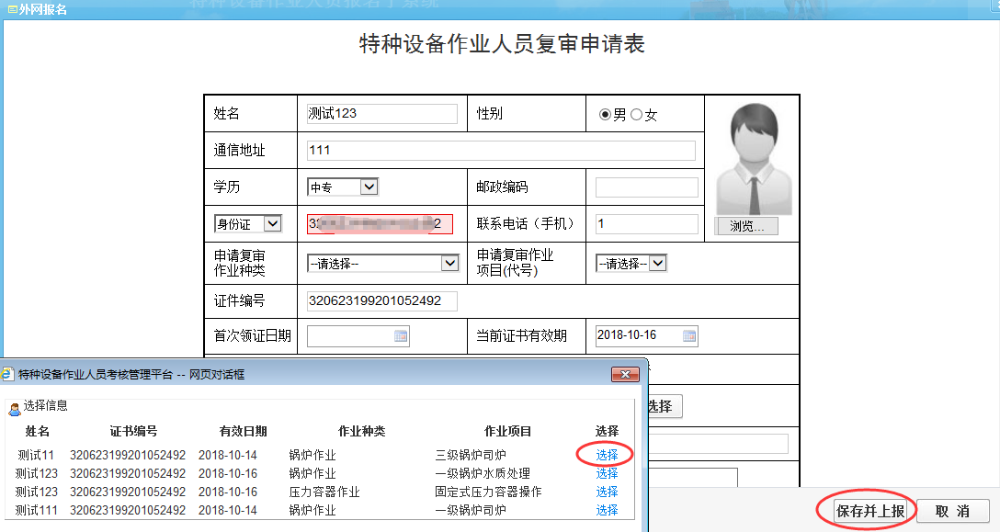 外网报名
特种设备作业人员复审申请表
姓名 测试123 性别 男 女
通信地址 111
学历 中专 邮政编码
身份证 联系电话（手机） 1
浏览...
申请复审作业种类 --请选择-- 申请复审作业项目(代号) --请选择--
证件编号 320623199201052492
首次领证日期 当前证书有效期 2018-10-16
特种设备作业人员考核管理平台 -- 网页对话框
选择信息
选择
姓名 证书编号 有效日期 作业种类 作业项目 选择
测试11 320623199201052492 2018-10-14 锅炉作业 三级锅炉司炉 选择
测试123 320623199201052492 2018-10-16 锅炉作业 一级锅炉水质处理 选择
测试123 320623199201052492 2018-10-16 压力容器作业 固定式压力容器操作 选择
测试111 320623199201052492 2018-10-14 锅炉作业 一级锅炉司炉 选择
保存并上报 取 消